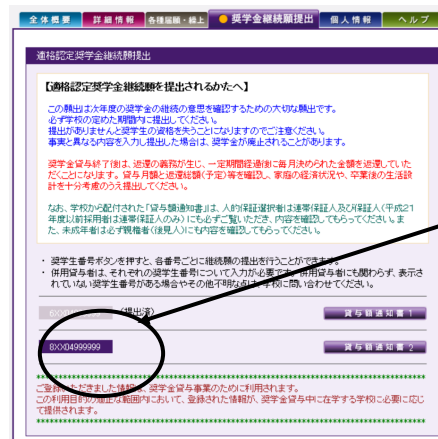 全体概要 詳細情報 各種届願・繰上 奨学金継続願提出 個人情報 ヘルプ
適格認定奨学金継続願提出
【適格認定奨学金継続願を提出されるかたへ】
この願出は次年度の奨学金の継続の意思を確認するための大切な願出です。
必ず学校の定めた期間内に提出してください。
提出がありませんと奨学生の資格を失うことになりますのでご注意ください。
事実と異なる内容を入力し提出した場合は、奨学金が廃止されることがあります。
奨学金貸与終了後は、返還の義務が生じ、一定期間経過後に毎月決められた金額を返還していただくことになります。
貸与月額と返還総額(予定)等を確認し、家庭の経済状況や、卒業後の生活設
計を十分考慮のうえ提出してください。
なお、学校から配付された「貸与額通知書」は、人的保証選択者は連帯保証人及び保証人(平成21
年度以前採用者は連帯保証人のみ)にも必ずご覧いただき、内容を確認してもらってください。ま
た、未成年者は必ず親権者(後見人)にも内容を確認してもらってください。
・ 奨学生番号ボタンを押すと、各番号ごとに継続願の提出を行うことができます。
・ 併用貸与者は、それぞれの奨学生番号について入力が必要です。併用貸与者にも関わらず、表示さ
れていない奨学生番号がある場合やその他不明な点は、学校に問い合わせてください。
(提出済) 貸与額通知書1
8XX04999999 貸与額通知書2
ご登録いただきました情報は、奨学金貸与事業のために利用されます。
この利用目的の適正な範囲内において、登録された情報が、奨学金貸与中に在学する学校に必要に応じ
て提供されます。